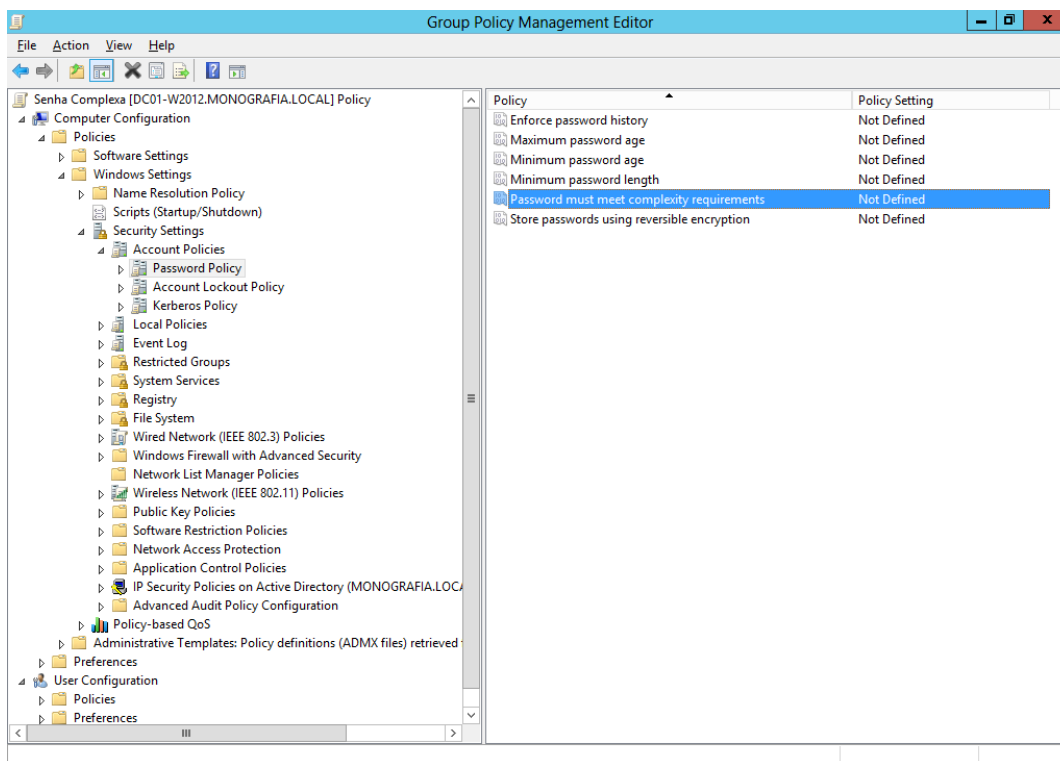 Group Policy Management Editor
File Action View Help
Senha Complexa [DC01-W2012.MONOGRAFIA.LOCAL] Policy
Computer Configuration
Policies
Software Settings
Windows Settings
Name Resolution Policy
Scripts (Startup/Shutdown)
Security Settings
Account Policies
Password Policy
Account Lockout Policy
Kerberos Policy
Local Policies
Event Log
Restricted Groups
System Services
Registry
File System
Wired Network (IEEE 802.3) Policies
Windows Firewall with Advanced Security
Network List Manager Policies
Wireless Network (IEEE 802.11) Policies
Public Key Policies
Software Restriction Policies
Network Access Protection
Application Control Policies
IP Security Policies on Active Directory (MONOGRAFIA.LOCA
Advanced Audit Policy Configuration
Policy-based QoS
Administrative Templates: Policy definitions (ADMX files) retrieved
Preferences
User Configuration
Policies
Preferences
Policy Policy Setting
Enforce password history Not Defined
Maximum password age Not Defined
Minimum password age Not Defined
Minimum password length Not Defined
Password must meet complexity requirements Not Defined
Store passwords using reversible encryption Not Defined